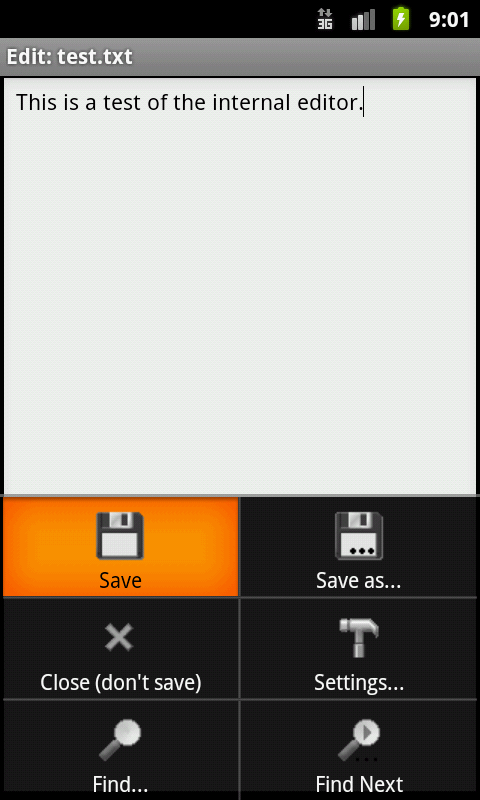 3G 9:01
Edit: test.txt
This is a test of the internal editor.
Save
Save as...
Close (don't save)
Settings...
Find...
Find Next